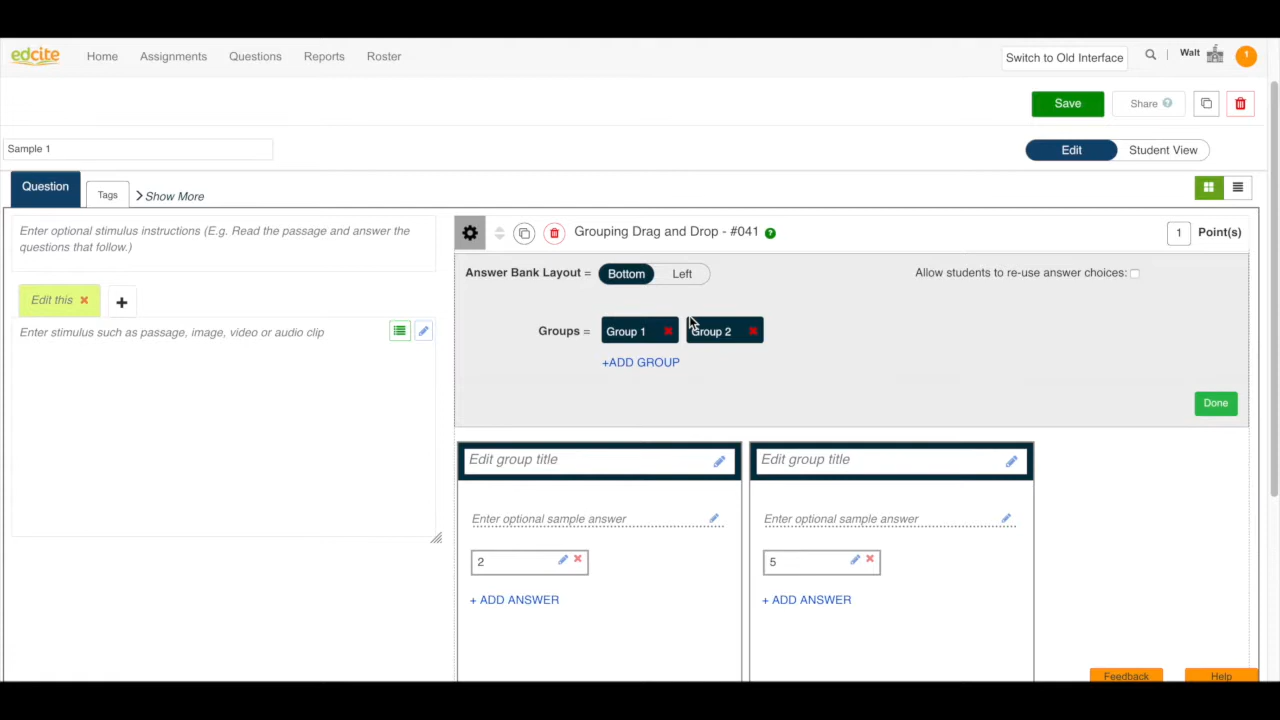 edcite Home Assignments Questions Reports Roster Switch to Old Interface Walt 1
Save Share ?
Sample 1 Edit Student View
Question Tags Show More
Enter optional stimulus instructions (E.g. Read the passage and answer the
questions that follow.)
Grouping Drag and Drop - #041 ? 1 Point(s)
Answer Bank Layout = Bottom Left Allow students to re-use answer choices:
Edit this
Enter stimulus such as passage, image, video or audio clip
Groups = Group 1 Group 2
+ADD GROUP
Done
Edit group title Edit group title
Enter optional sample answer Enter optional sample answer
2 5
+ ADD ANSWER + ADD ANSWER
Feedback Help